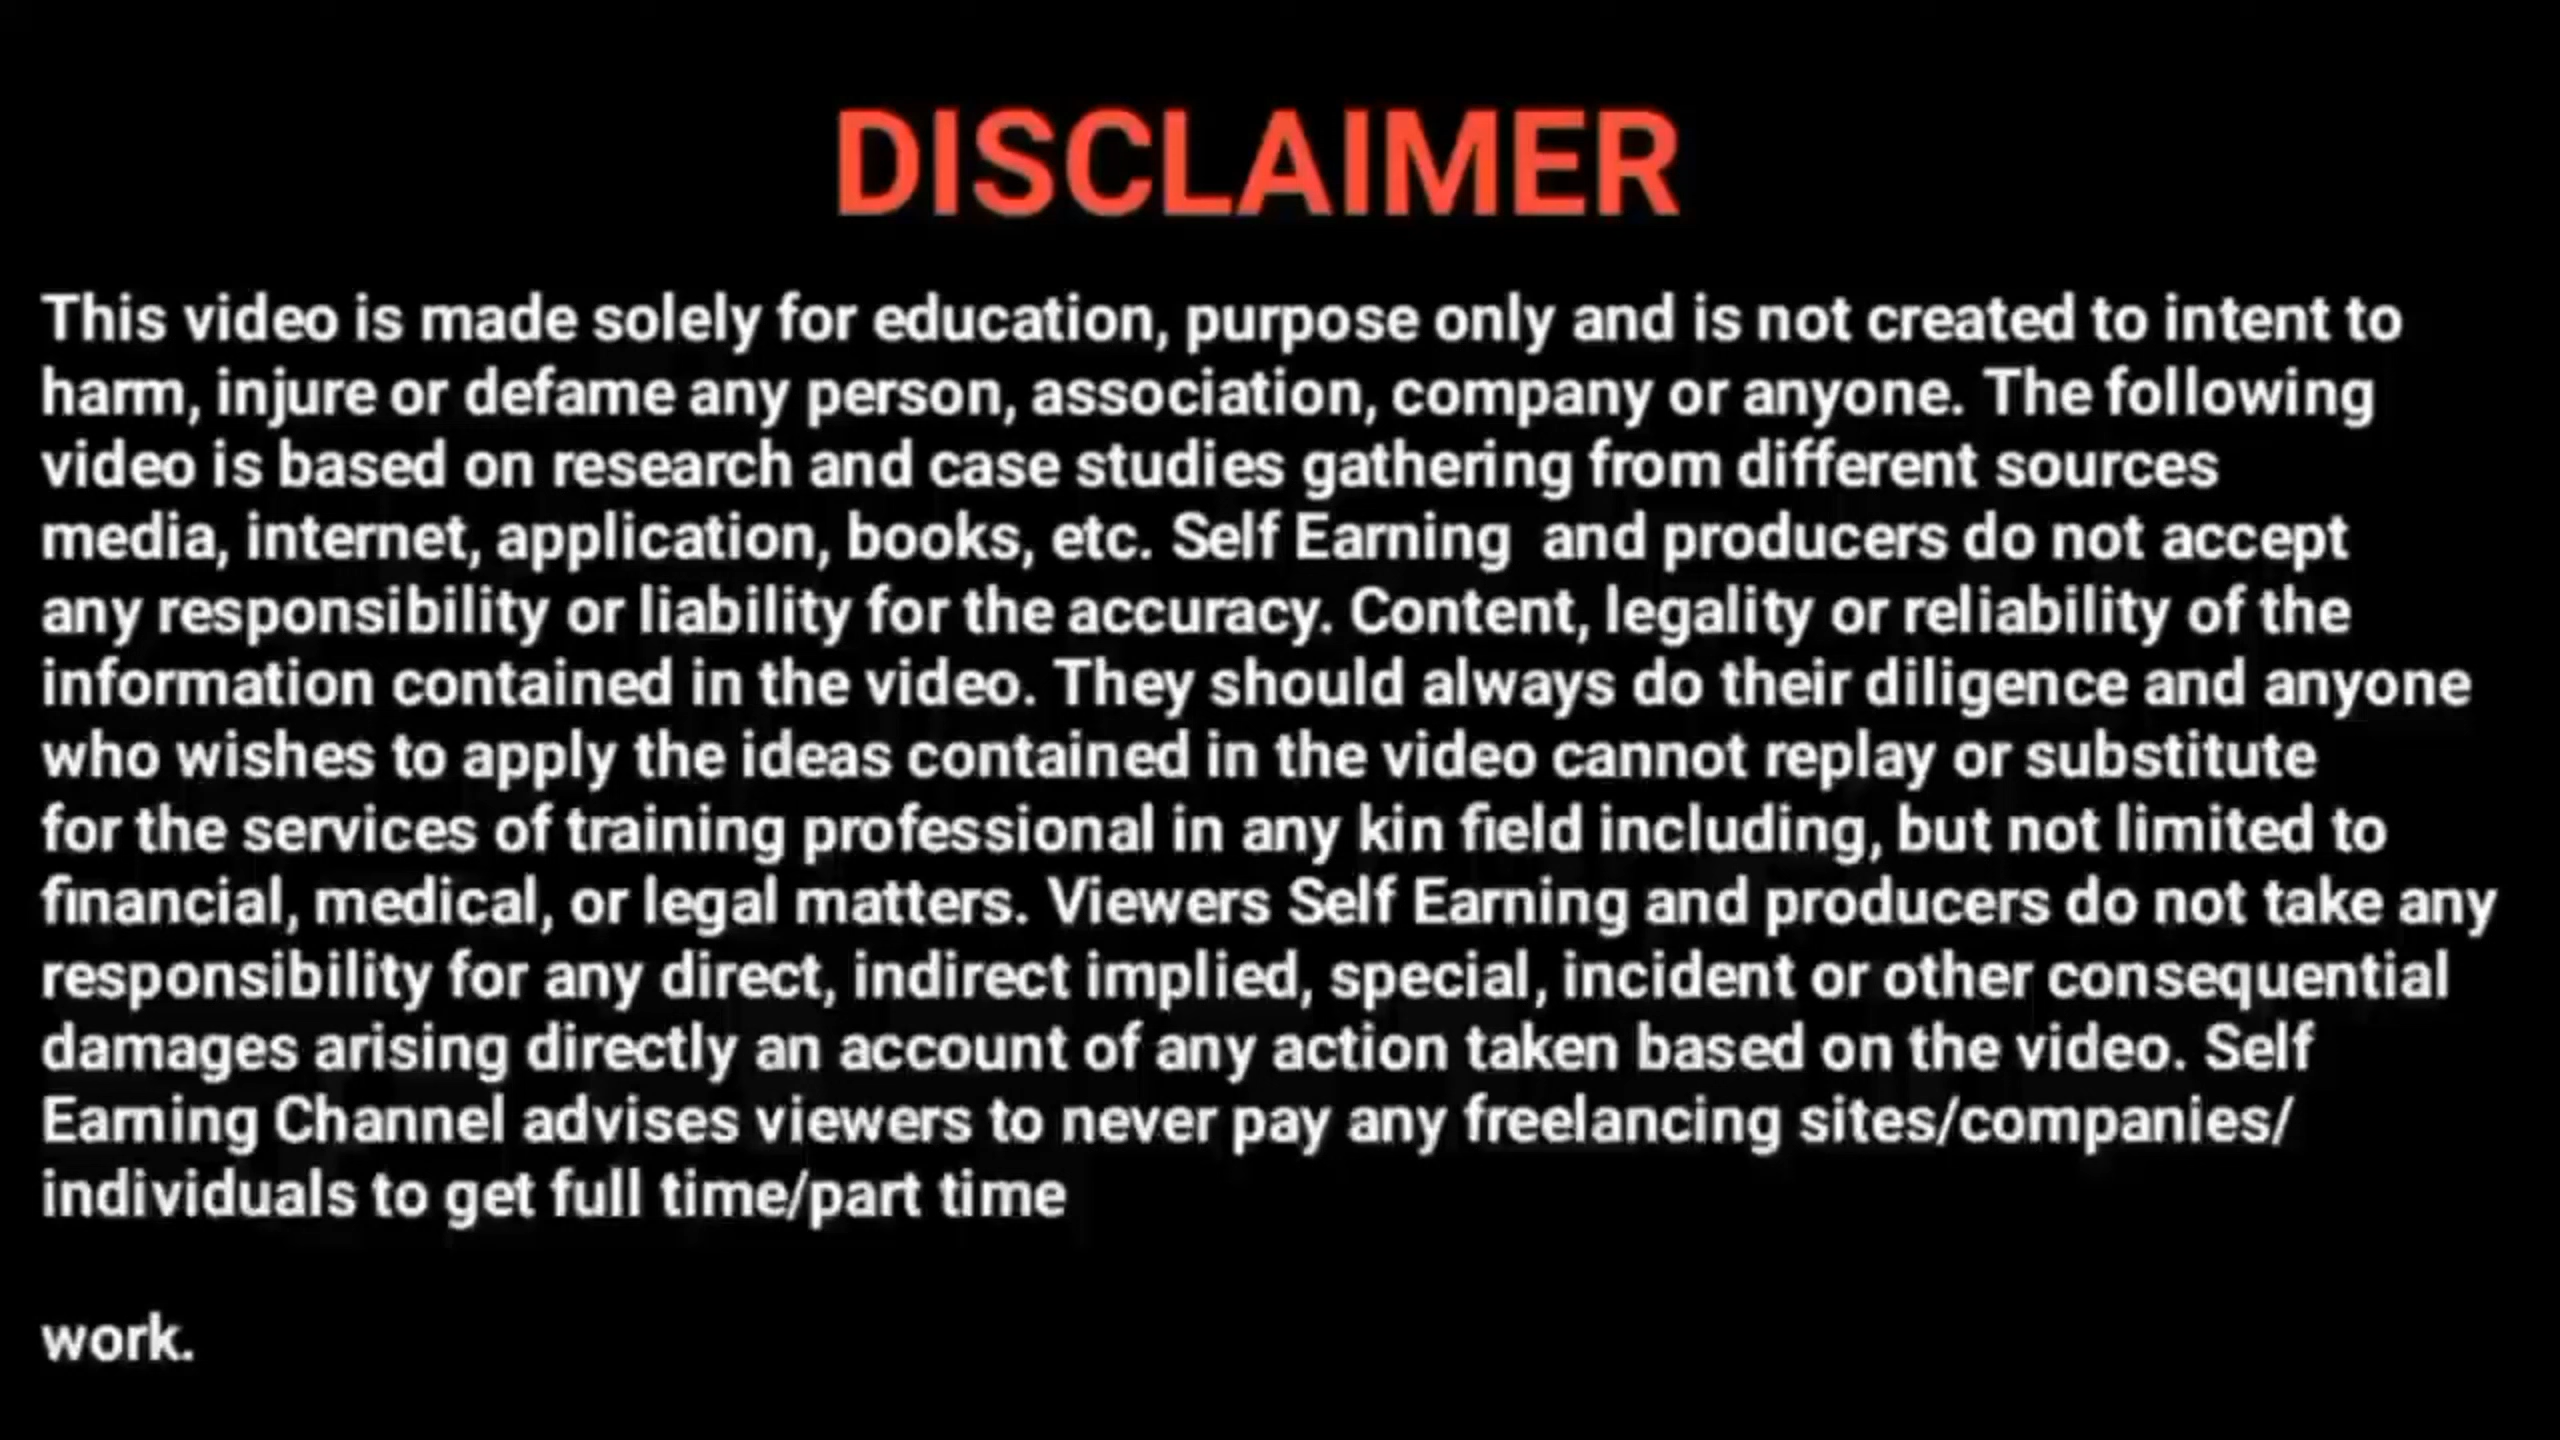 DISCLAIMER
This video is made solely for education, purpose only and is not created to intent to
harm, injure or defame any person, association, company or anyone. The following
video is based on research and case studies gathering from different sources
media, internet, application, books, etc. Self Earning  and producers do not accept
any responsibility or liability for the accuracy. Content, legality or reliability of the
information contained in the video. They should always do their diligence and anyone
who wishes to apply the ideas contained in the video cannot replay or substitute
for the services of training professional in any kin field including, but not limited to
financial, medical, or legal matters. Viewers Self Earning and producers do not take any
responsibility for any direct, indirect implied, special, incident or other consequential
damages arising directly an account of any action taken based on the video. Self
Earning Channel advises viewers to never pay any freelancing sites/companies/
individuals to get full time/part time
work.